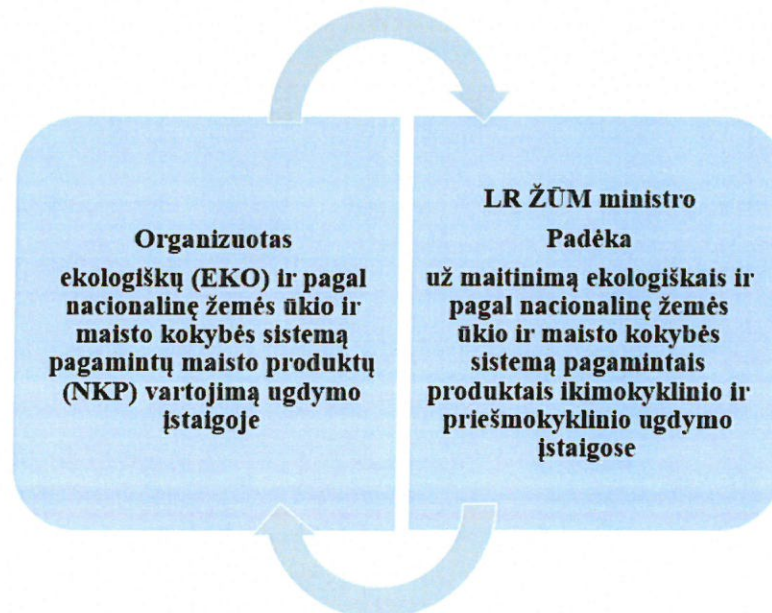 Organizuotas
ekologiškų (EKO) ir pagal
nacionalinę žemės ūkio ir
maisto kokybės sistemą
pagamintų maisto produktų
(NKP) vartojimą ugdymo
įstaigoje
LR ŽŪM ministro
Padėka
už maitinimą ekologiškais ir
pagal nacionalinę žemės
ūkio ir maisto kokybės
sistemą pagamintais
produktais ikimokyklinio ir
priešmokyklinio ugdymo
įstaigose